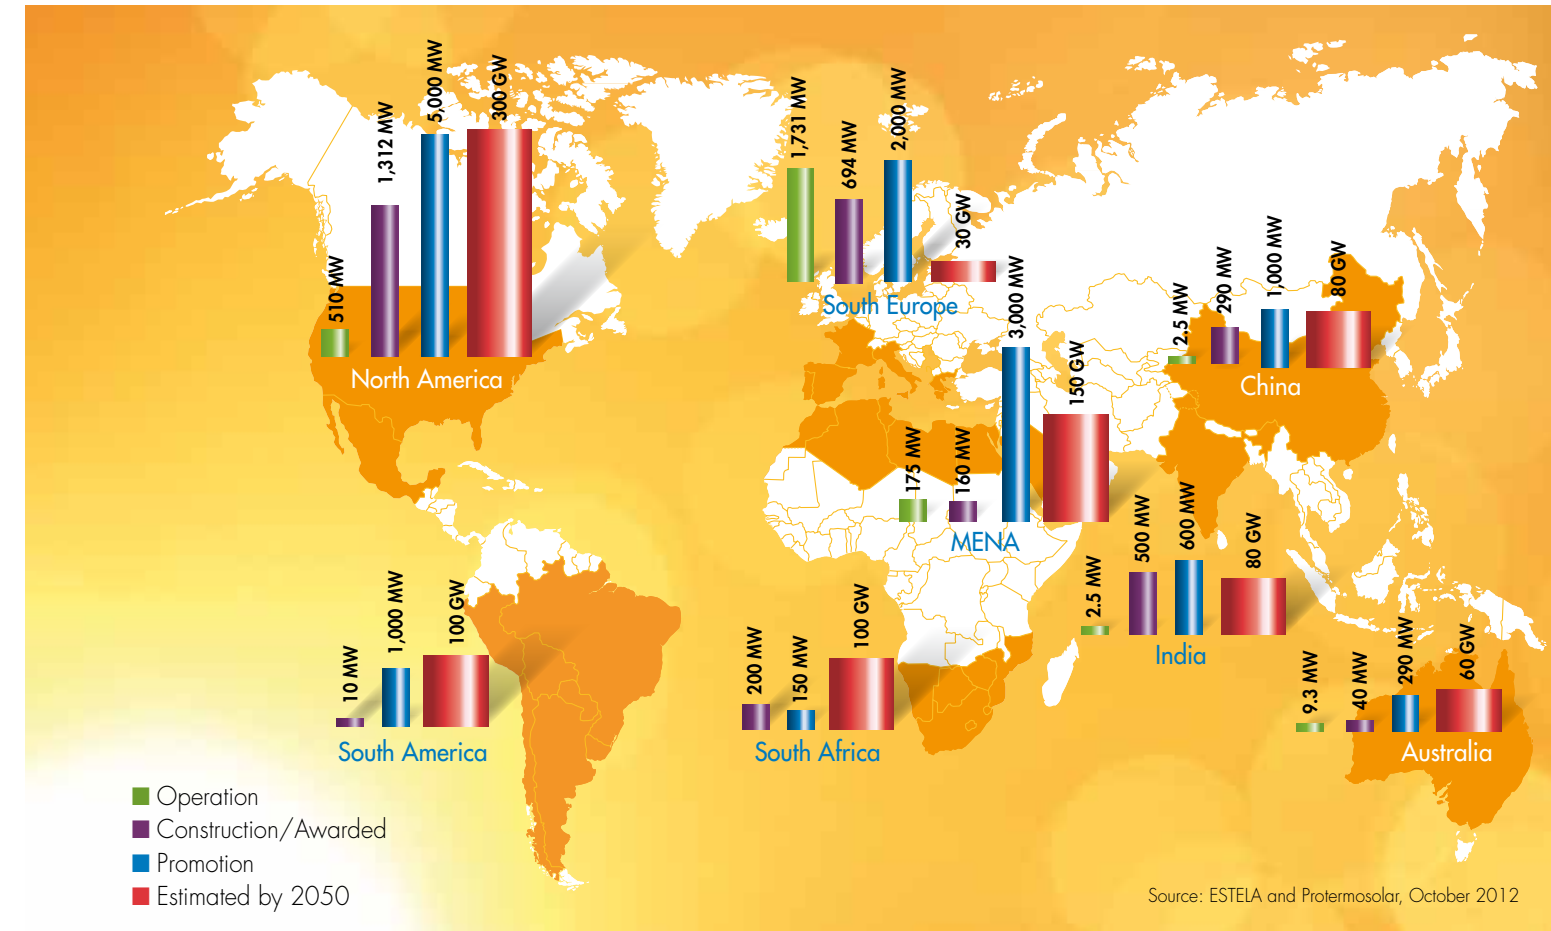 510 MW
1,312 MW
5,000 MW
300 GW
North America
1,731 MW
694 MW
2,000 MW
30 GW
South Europe
2.5 MW
290 MW
1,000 MW
80 GW
China
175 MW
160 MW
3,000 MW
150 GW
MENA
2.5 MW
500 MW
600 MW
80 GW
India
10 MW
1,000 MW
100 GW
South America
200 MW
150 MW
100 GW
South Africa
9.3 MW
40 MW
290 MW
60 GW
Australia
Operation
Construction/Awarded
Promotion
Estimated by 2050
Source: ESTELA and Protermosolar, October 2012